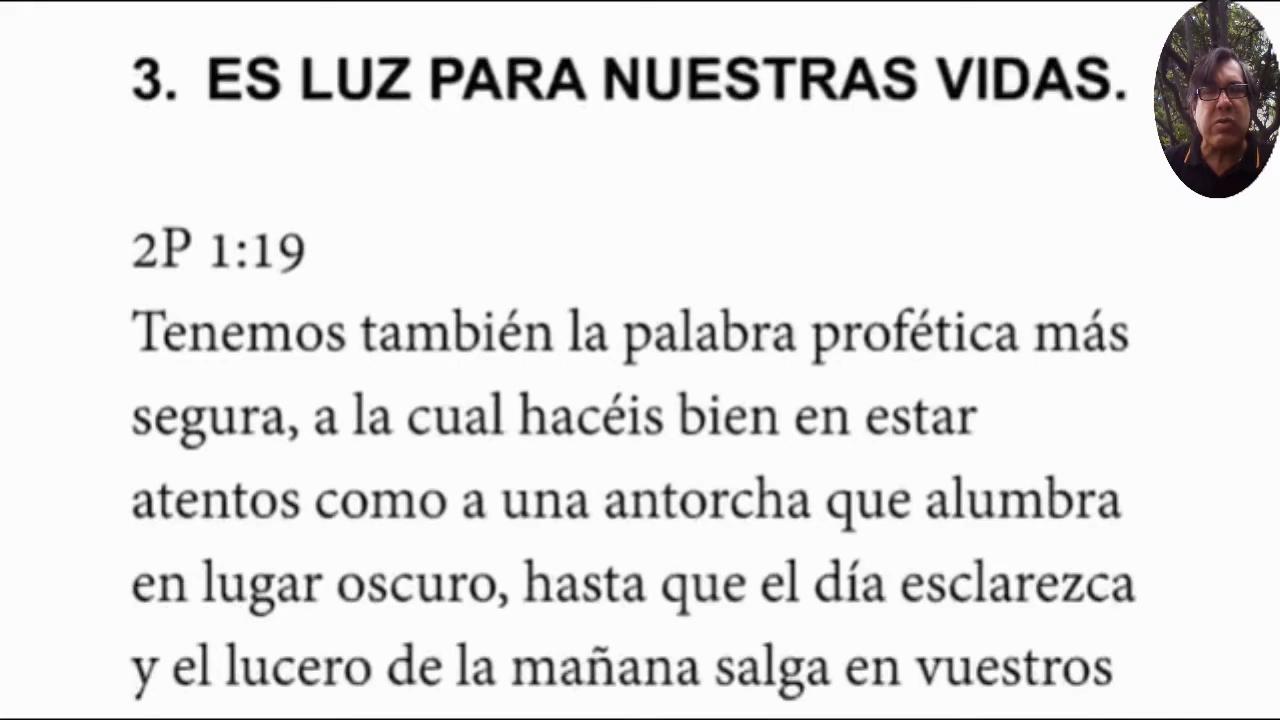 3. ES LUZ PARA NUESTRAS VIDAS.
2P 1:19
Tenemos también la palabra profética más
segura, a la cual hacéis bien en estar
atentos como a una antorcha que alumbra
en lugar oscuro, hasta que el día esclarezca
y el lucero de la mañana salga en vuestros